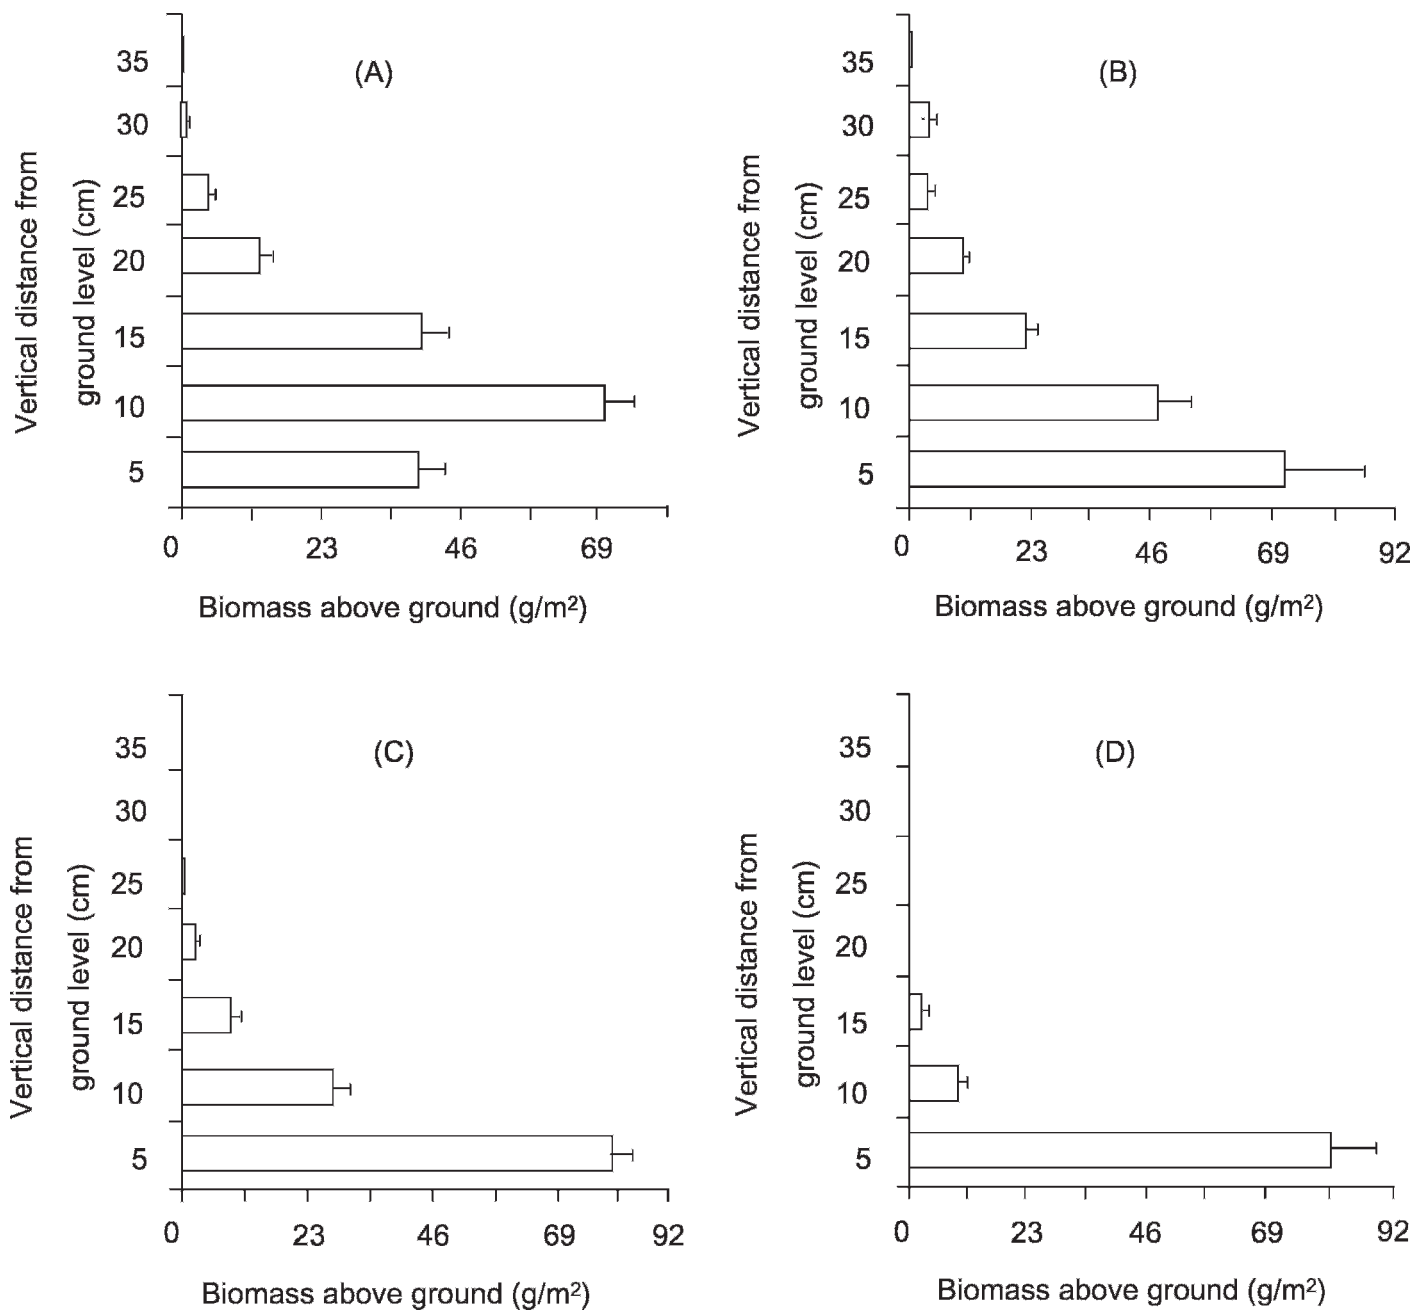 (A)
35
30
25
20
15
10
5
Vertical distance from
ground level (cm)
0 23 46 69
Biomass above ground (g/m²)
(B)
35
30
25
20
15
10
5
Vertical distance from
ground level (cm)
0 23 46 69 92
Biomass above ground (g/m²)
(C)
35
30
25
20
15
10
5
Vertical distance from
ground level (cm)
0 23 46 69 92
Biomass above ground (g/m²)
(D)
35
30
25
20
15
10
5
Vertical distance from
ground level (cm)
0 23 46 69 92
Biomass above ground (g/m²)